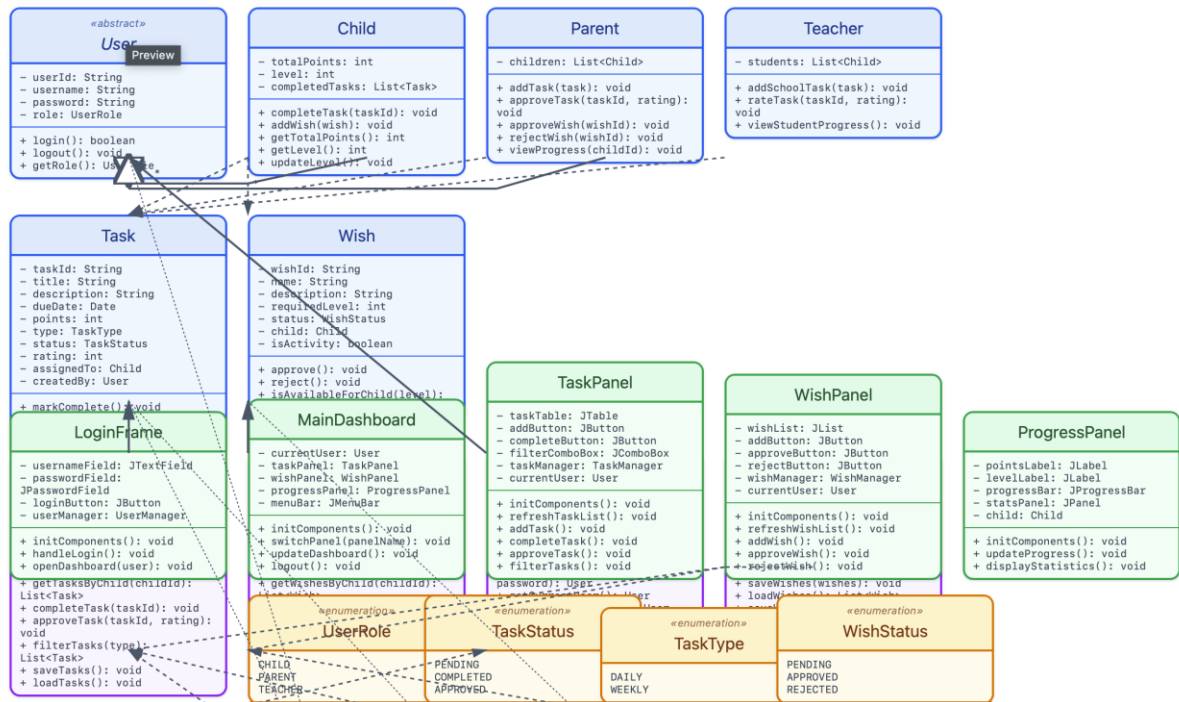 «abstract»
User
Preview
– userId: String
– username: String
– password: String
– role: UserRole
+ login(): boolean
+ logout(): void
Child
– totalPoints: int
– level: int
– completedTasks: List<Task>
+ completeTask(taskId): void
+ addWish(wish): void
+ getTotalPoints(): int
+ getLevel(): int
+ updateLevel(): void
Parent
– children: List<Child>
+ addTask(task): void
+ approveTask(taskId, rating):
void
+ approveWish(wishId): void
+ rejectWish(wishId): void
+ viewProgress(childId): void
Teacher
– students: List<Child>
+ addSchoolTask(task): void
+ rateTask(taskId, rating):
void
+ viewStudentProgress(): void
Task
– taskId: String
– title: String
– description: String
– dueDate: Date
– points: int
– type: TaskType
– status: TaskStatus
– rating: int
– assignedTo: Child
– createdBy: User
+ markComplete(): void
Wish
– wishId: String
– name: String
– description: String
– requiredLevel: int
– status: WishStatus
– child: Child
– isActivity: boolean
+ approve(): void
+ reject(): void
+ isAvailableForChild(level):
LoginFrame
– usernameField: JTextField
– passwordField:
JPasswordField
– loginButton: JButton
– userManager: UserManager
+ initComponents(): void
+ handleLogin(): void
+ openDashboard(user): void
+ getTasksByChild(childId):
List<Task>
+ completeTask(taskId): void
+ approveTask(taskId, rating):
void
+ filterTasks(type):
List<Task>
+ saveTasks(): void
+ loadTasks(): void
MainDashboard
– currentUser: User
– taskPanel: TaskPanel
– wishPanel: WishPanel
– progressPanel: ProgressPanel
– menuBar: JMenuBar
+ initComponents(): void
+ switchPanel(panelName): void
+ updateDashboard(): void
+ logout(): void
+ getWishesByChild(childId):
TaskPanel
– taskTable: JTable
– addButton: JButton
– completeButton: JButton
– filterComboBox: JComboBox
– taskManager: TaskManager
– currentUser: User
+ initComponents(): void
+ refreshTaskList(): void
+ addTask(): void
+ completeTask(): void
+ approveTask(): void
+ filterTasks(): void
password): User
WishPanel
– wishList: JList
– addButton: JButton
– approveButton: JButton
– rejectButton: JButton
– wishManager: WishManager
– currentUser: User
+ initComponents(): void
+ refreshWishList(): void
+ addWish(): void
+ approveWish(): void
+ rejectWish(): void
+ saveWishes(wishes): void
ProgressPanel
– pointsLabel: JLabel
– levelLabel: JLabel
– progressBar: JProgressBar
– statsPanel: JPanel
– child: Child
+ initComponents(): void
+ updateProgress(): void
+ displayStatistics(): void
«enumeration»
UserRole
CHILD
PARENT
TEACHER
«enumeration»
TaskStatus
PENDING
COMPLETED
APPROVED
«enumeration»
TaskType
DAILY
WEEKLY
«enumeration»
WishStatus
PENDING
APPROVED
REJECTED